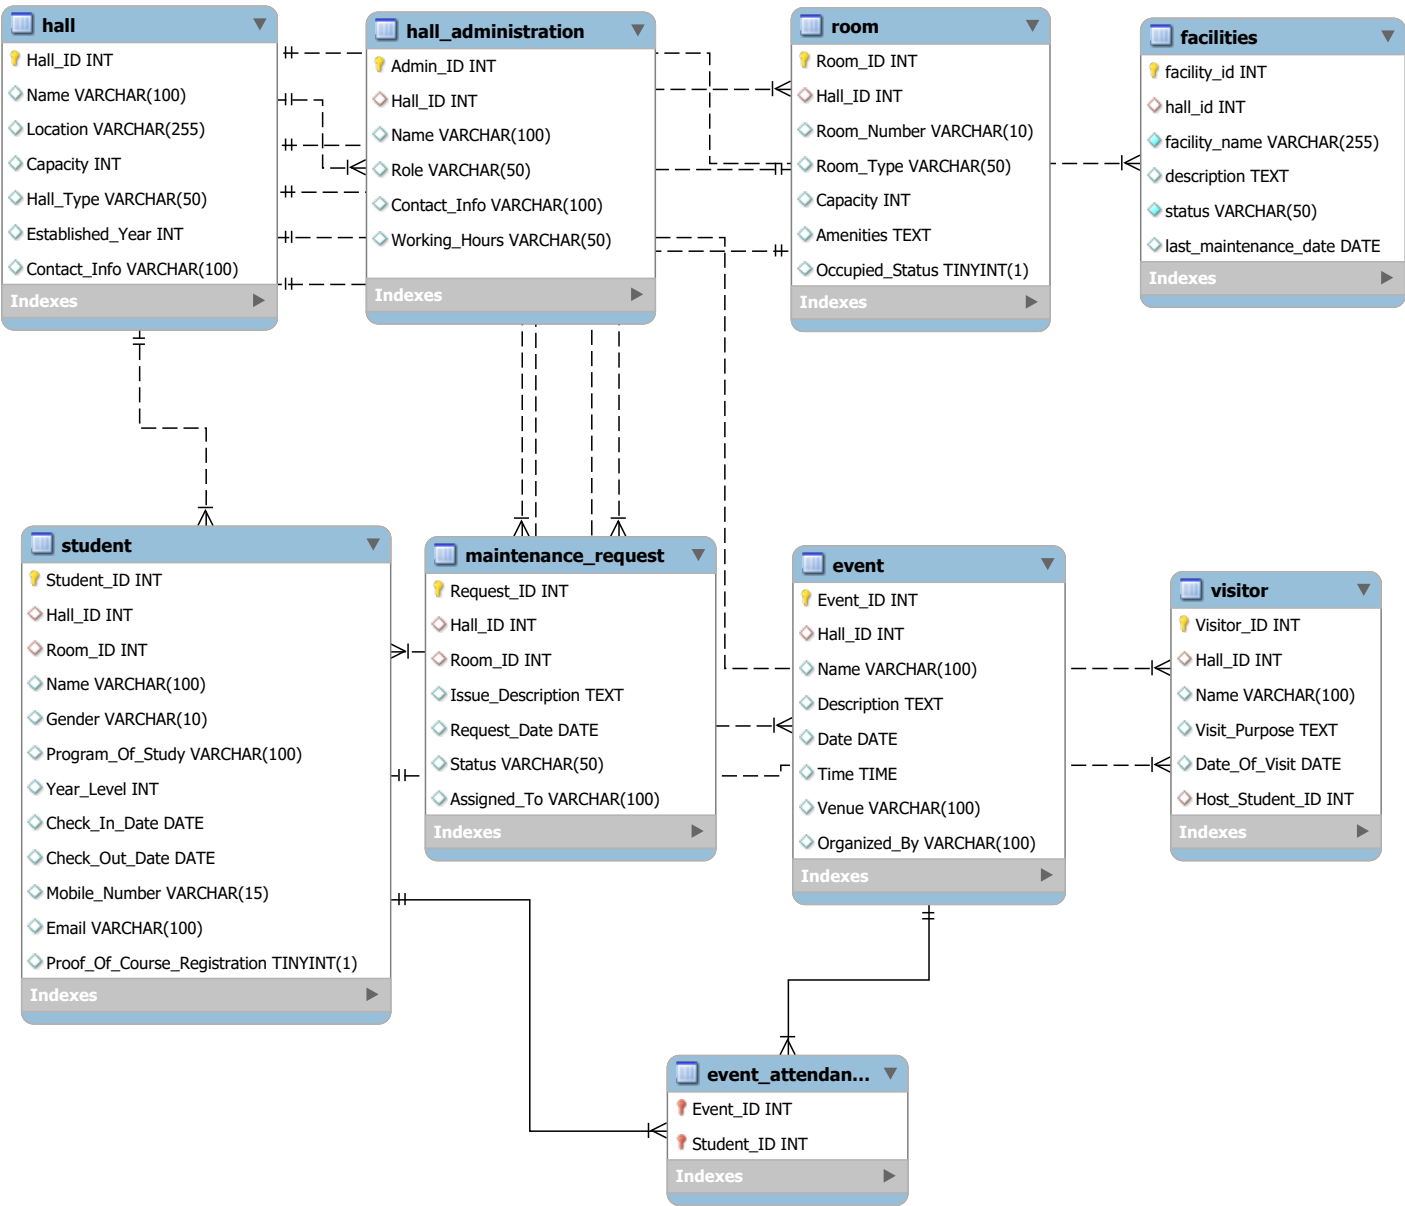 hall
Hall_ID INT
Name VARCHAR(100)
Location VARCHAR(255)
Capacity INT
Hall_Type VARCHAR(50)
Established_Year INT
Contact_Info VARCHAR(100)
Indexes
hall_administration
Admin_ID INT
Hall_ID INT
Name VARCHAR(100)
Role VARCHAR(50)
Contact_Info VARCHAR(100)
Working_Hours VARCHAR(50)
Indexes
room
Room_ID INT
Hall_ID INT
Room_Number VARCHAR(10)
Room_Type VARCHAR(50)
Capacity INT
Amenities TEXT
Occupied_Status TINYINT(1)
Indexes
facilities
facility_id INT
hall_id INT
facility_name VARCHAR(255)
description TEXT
status VARCHAR(50)
last_maintenance_date DATE
Indexes
student
Student_ID INT
Hall_ID INT
Room_ID INT
Name VARCHAR(100)
Gender VARCHAR(10)
Program_Of_Study VARCHAR(100)
Year_Level INT
Check_In_Date DATE
Check_Out_Date DATE
Mobile_Number VARCHAR(15)
Email VARCHAR(100)
Proof_Of_Course_Registration TINYINT(1)
Indexes
maintenance_request
Request_ID INT
Hall_ID INT
Room_ID INT
Issue_Description TEXT
Request_Date DATE
Status VARCHAR(50)
Assigned_To VARCHAR(100)
Indexes
event
Event_ID INT
Hall_ID INT
Name VARCHAR(100)
Description TEXT
Date DATE
Time TIME
Venue VARCHAR(100)
Organized_By VARCHAR(100)
Indexes
visitor
Visitor_ID INT
Hall_ID INT
Name VARCHAR(100)
Visit_Purpose TEXT
Date_Of_Visit DATE
Host_Student_ID INT
Indexes
event_attendan...
Event_ID INT
Student_ID INT
Indexes